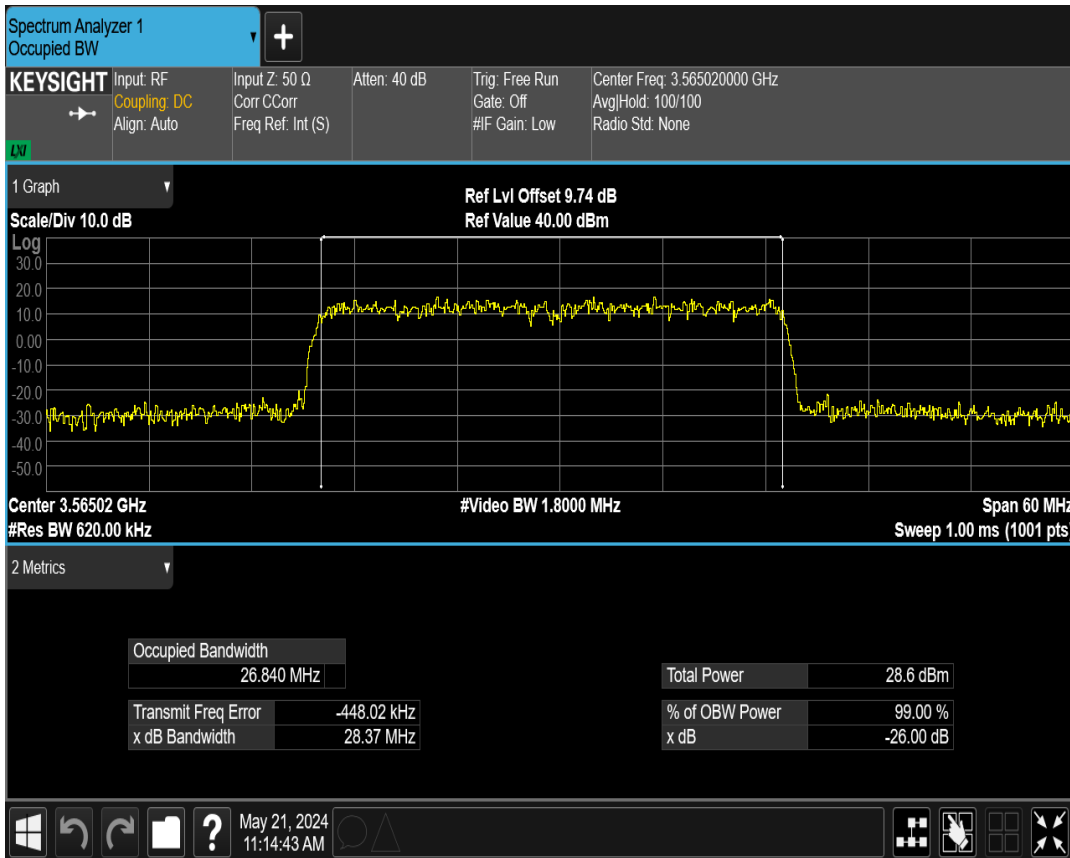 Spectrum Analyzer 1
Occupied BW
+
KEYSIGHT
LXI
Input: RF
Coupling: DC
Align: Auto
Input Z: 50 Ω
Corr CCorr
Freq Ref: Int (S)
Atten: 40 dB
Trig: Free Run
Gate: Off
#IF Gain: Low
Center Freq: 3.565020000 GHz
Avg|Hold: 100/100
Radio Std: None
1 Graph
Scale/Div 10.0 dB
Ref Lvl Offset 9.74 dB
Ref Value 40.00 dBm
Log
30.0
20.0
10.0
0.00
-10.0
-20.0
-30.0
-40.0
-50.0
Center 3.56502 GHz
#Video BW 1.8000 MHz
Span 60 MHz
#Res BW 620.00 kHz
Sweep 1.00 ms (1001 pts)
2 Metrics
Occupied Bandwidth
26.840 MHz
Total Power 28.6 dBm
Transmit Freq Error -448.02 kHz
% of OBW Power 99.00 %
x dB Bandwidth 28.37 MHz
x dB -26.00 dB
?
May 21, 2024
11:14:43 AM